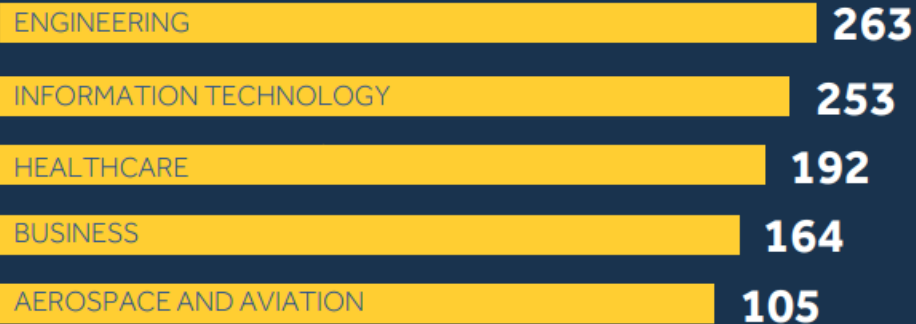 ENGINEERING 263
INFORMATION TECHNOLOGY 253
HEALTHCARE 192
BUSINESS 164
AEROSPACE AND AVIATION 105